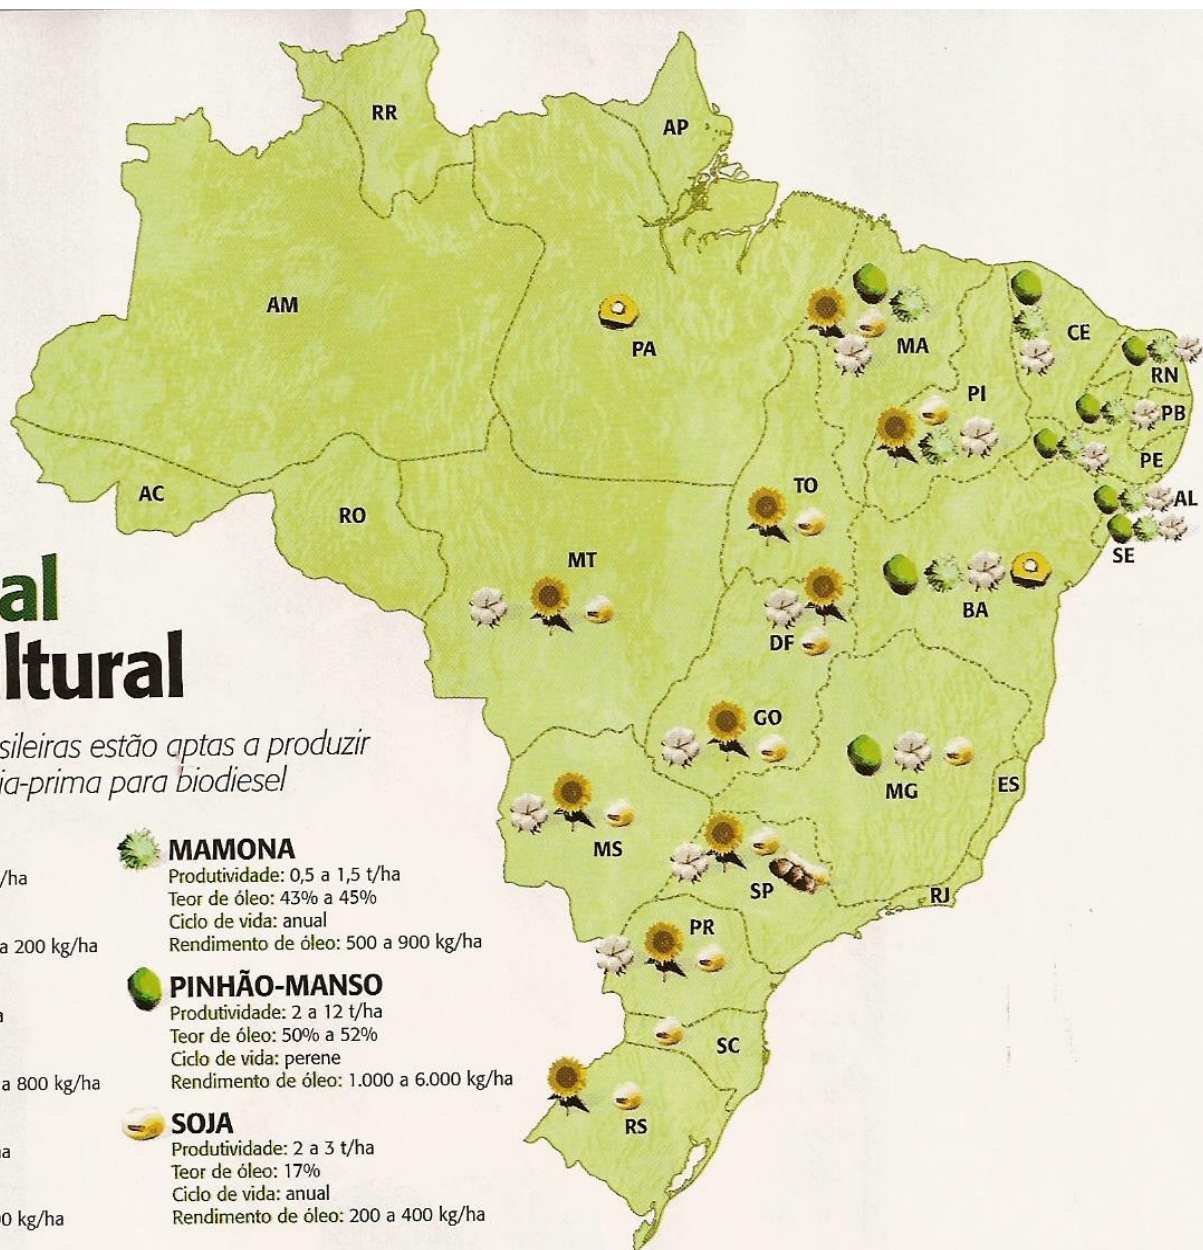 RR
AP
AM
PA
MA
CE
RN
PI
PB
PE
AC
RO
TO
AL
SE
MT
BA
DF
GO
MG
ES
MS
SP
RJ
PR
SC
RS
al
ltural
sileiras estão aptas a produzir
ia-prima para biodiesel
/ha
a 200 kg/ha
a
a 800 kg/ha
a
0 kg/ha
MAMONA
Produtividade: 0,5 a 1,5 t/ha
Teor de óleo: 43% a 45%
Ciclo de vida: anual
Rendimento de óleo: 500 a 900 kg/ha
PINHÃO-MANSO
Produtividade: 2 a 12 t/ha
Teor de óleo: 50% a 52%
Ciclo de vida: perene
Rendimento de óleo: 1.000 a 6.000 kg/ha
SOJA
Produtividade: 2 a 3 t/ha
Teor de óleo: 17%
Ciclo de vida: anual
Rendimento de óleo: 200 a 400 kg/ha